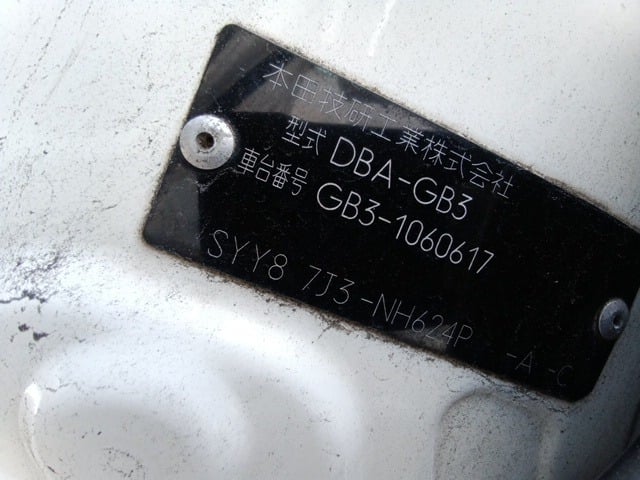 本田技研工業株式会社
型式 DBA-GB3
車台番号 GB3-1060617
SYY8 7J3-NH624P -A -C